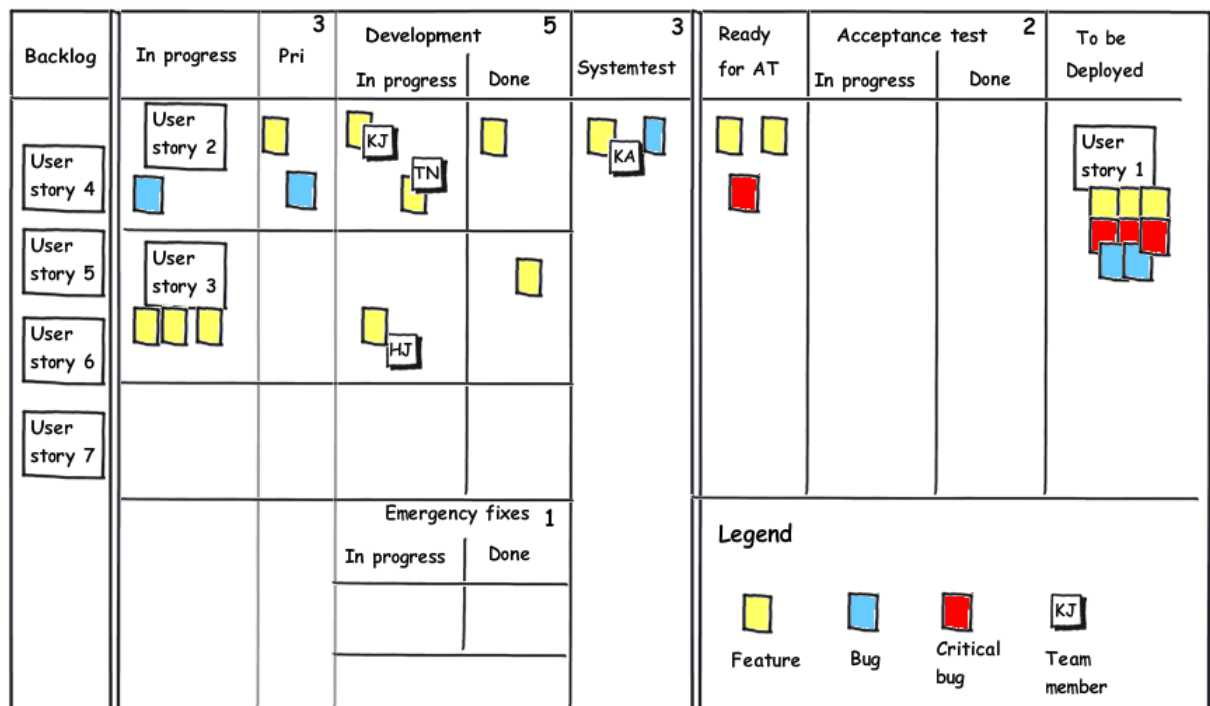 Backlog
In progress
3
Pri
Development
5
In progress
Done
3
Systemtest
Ready
for AT
Acceptance test
2
In progress
Done
To be
Deployed
User
story 4
User
story 5
User
story 6
User
story 7
User
story 2
KJ
TN
KA
User
story 1
User
story 3
HJ
Emergency fixes
1
In progress
Done
Legend
Feature
Bug
Critical
bug
KJ
Team
member